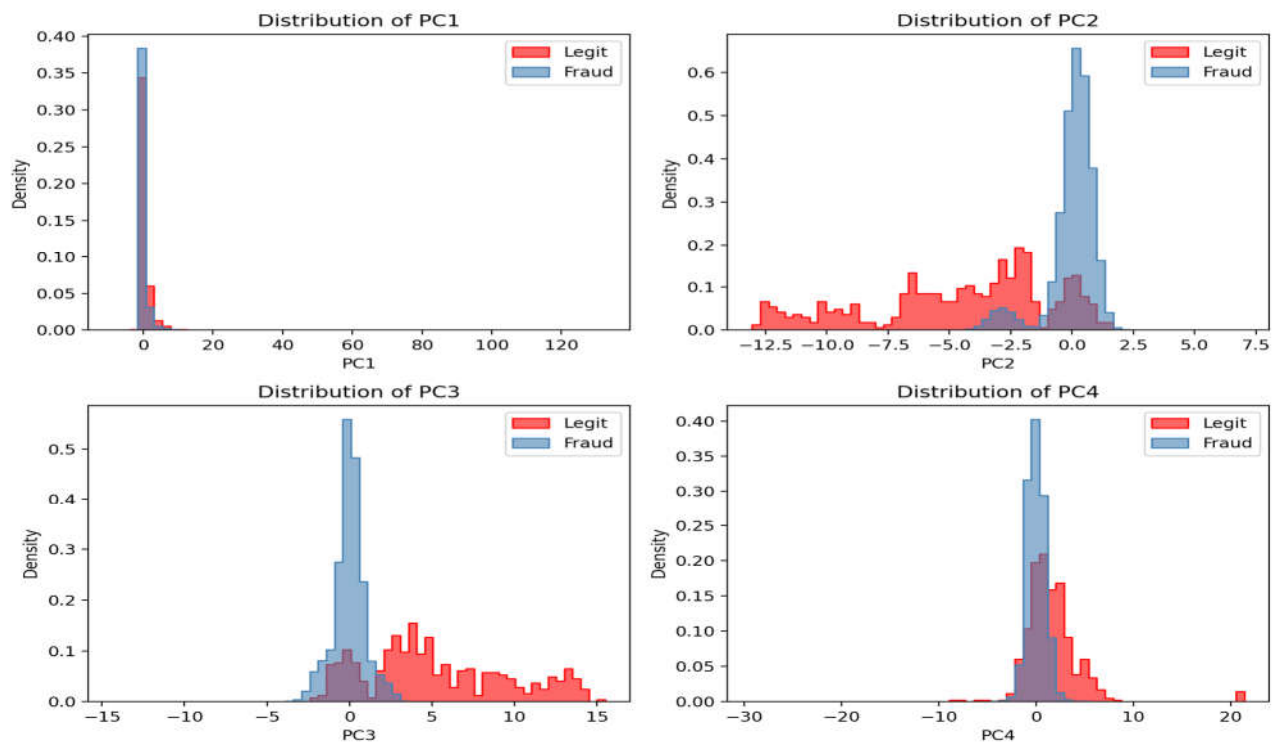 Distribution of PC1
0.40
0.35
0.30
0.25
0.20
0.15
0.10
0.05
0.00
Density
Legit
Fraud
0 20 40 60 80 100 120
PC1
Distribution of PC2
0.6
0.5
0.4
0.3
0.2
0.1
0.0
Density
Legit
Fraud
−12.5 −10.0 −7.5 −5.0 −2.5 0.0 2.5 5.0 7.5
PC2
Distribution of PC3
0.5
0.4
0.3
0.2
0.1
0.0
Density
Legit
Fraud
−15 −10 −5 0 5 10 15
PC3
Distribution of PC4
0.40
0.35
0.30
0.25
0.20
0.15
0.10
0.05
0.00
Density
Legit
Fraud
−30 −20 −10 0 10 20
PC4